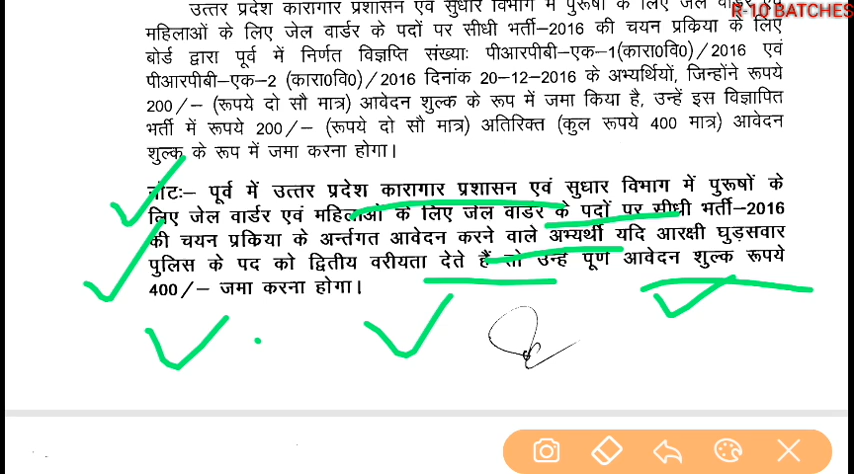 उत्तर प्रदेश कारागार प्रशासन एवं सुधार विभाग में पुरूषों के लिए जेल वार्डर एवं
R-10 BATCHES
महिलाओं के लिए जेल वार्डर के पदों पर सीधी भर्ती–2016 की चयन प्रकिया के लिए
बोर्ड द्वारा पूर्व में निर्णत विज्ञप्ति संख्याः पीआरपीबी–एक–1(कारा0वि0)/2016 एवं
पीआरपीबी–एक–2 (कारा0वि0)/2016 दिनांक 20–12–2016 के अभ्यर्थियों, जिन्होंने रूपये
200/– (रूपये दो सौ मात्र) आवेदन शुल्क के रूप में जमा किया है, उन्हें इस विज्ञापित
भर्ती में रूपये 200/– (रूपये दो सौ मात्र) अतिरिक्त (कुल रूपये 400 मात्र) आवेदन
शुल्क के रूप में जमा करना होगा।
नोटः– पूर्व में उत्तर प्रदेश कारागार प्रशासन एवं सुधार विभाग में पुरूषों के
लिए जेल वार्डर एवं महिलाओं के लिए जेल वार्डर के पदों पर सीधी भर्ती–2016
की चयन प्रकिया के अर्न्तगत आवेदन करने वाले अभ्यर्थी यदि आरक्षी घुड़सवार
पुलिस के पद को द्वितीय वरीयता देते हैं तो उन्हें पूर्ण आवेदन शुल्क रूपये
400/– जमा करना होगा।